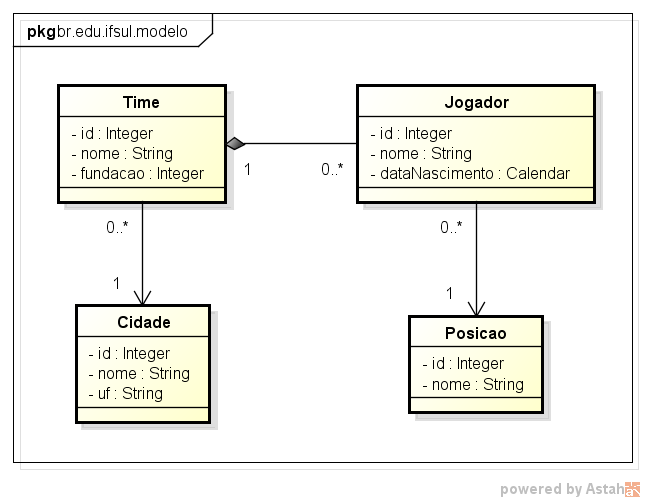 pkg br.edu.ifsul.modelo
Time
- id : Integer
- nome : String
- fundacao : Integer
Jogador
- id : Integer
- nome : String
- dataNascimento : Calendar
1
0..*
0..*
1
0..*
1
Cidade
- id : Integer
- nome : String
- uf : String
Posicao
- id : Integer
- nome : String
powered by Astah